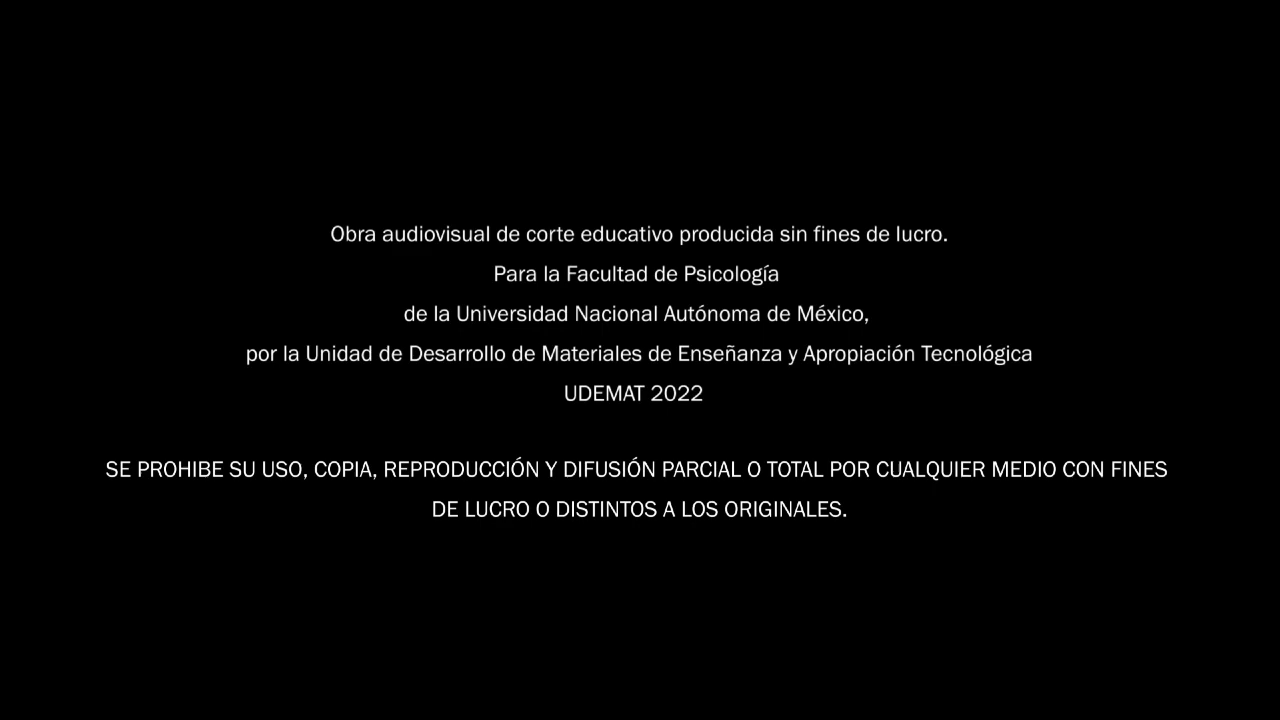 Obra audiovisual de corte educativo producida sin fines de lucro.
Para la Facultad de Psicología
de la Universidad Nacional Autónoma de México,
por la Unidad de Desarrollo de Materiales de Enseñanza y Apropiación Tecnológica
UDEMAT 2022
SE PROHIBE SU USO, COPIA, REPRODUCCIÓN Y DIFUSIÓN PARCIAL O TOTAL POR CUALQUIER MEDIO CON FINES
DE LUCRO O DISTINTOS A LOS ORIGINALES.